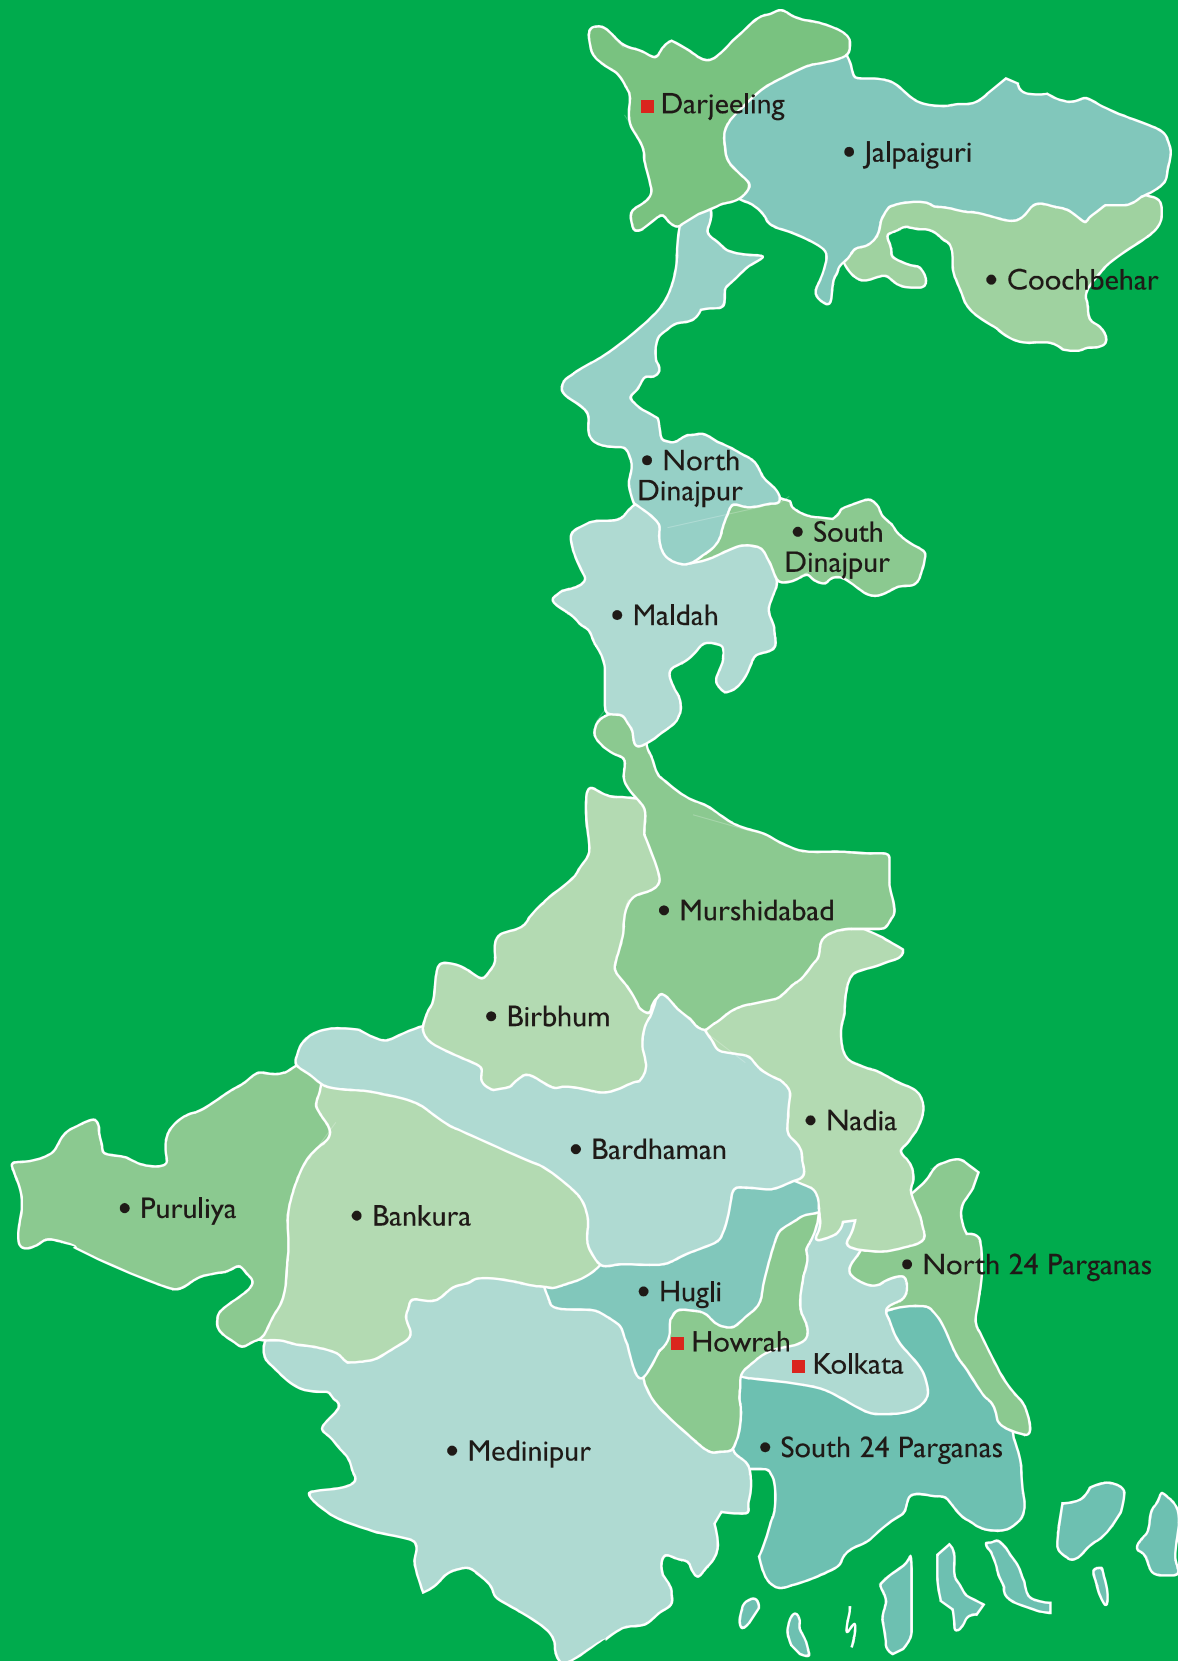 Darjeeling
Jalpaiguri
Coochbehar
North
Dinajpur
South
Dinajpur
Maldah
Murshidabad
Birbhum
Nadia
Bardhaman
Puruliya
Bankura
North 24 Parganas
Hugli
Howrah
Kolkata
Medinipur
South 24 Parganas